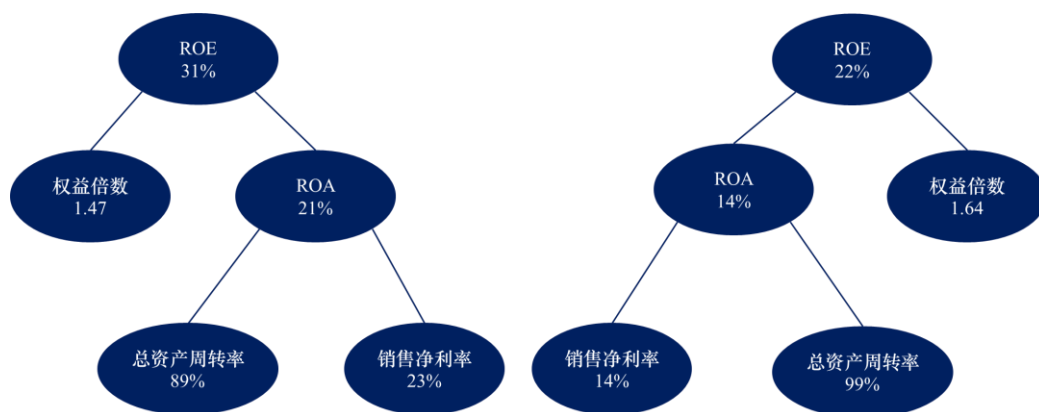 ROE
31%
权益倍数
1.47
ROA
21%
总资产周转率
89%
销售净利率
23%
ROE
22%
ROA
14%
权益倍数
1.64
销售净利率
14%
总资产周转率
99%